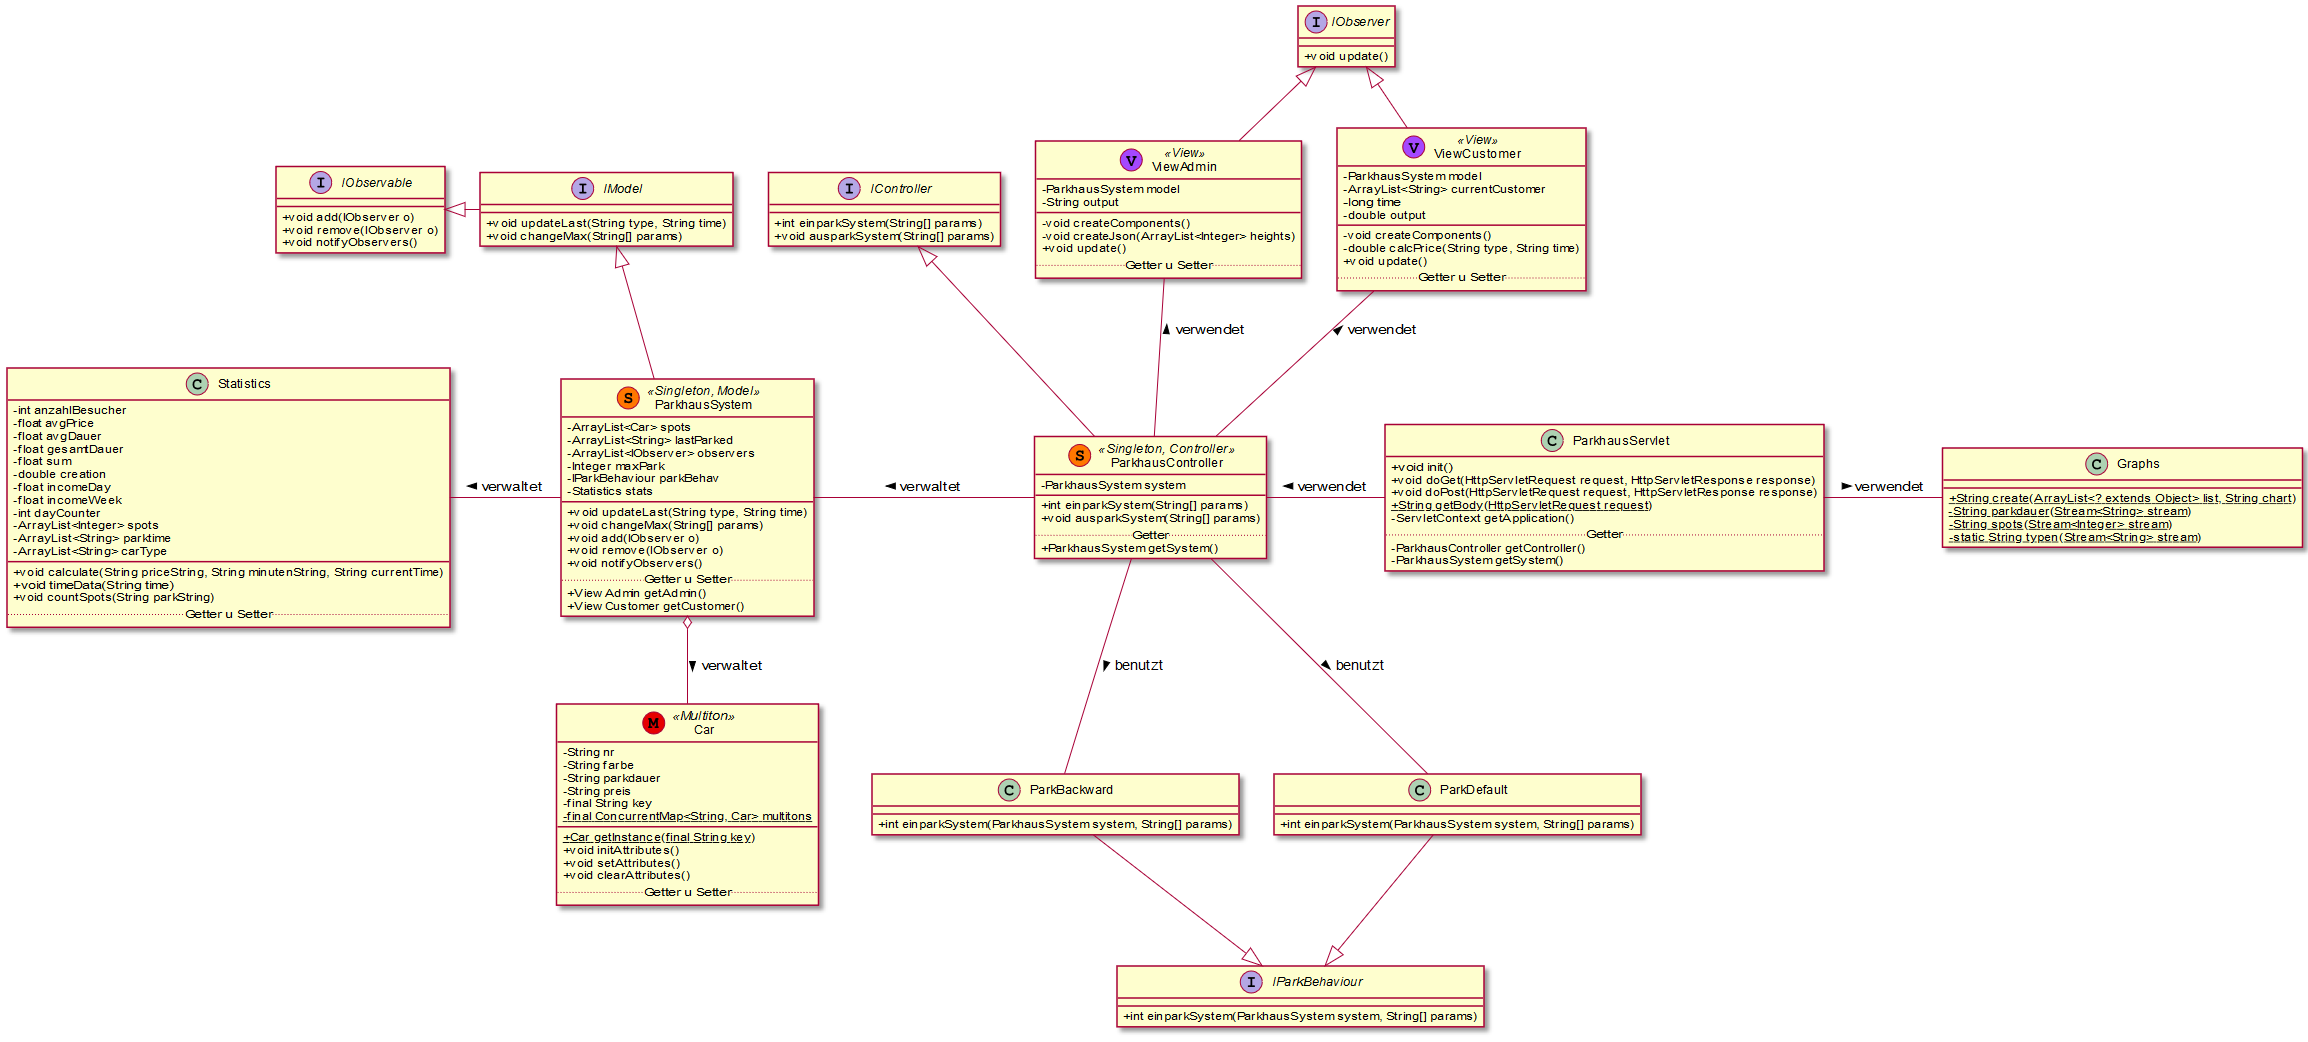 I IObserver
+void update()
«View»
V ViewAdmin
-ParkhausSystem model
-String output
-void createComponents()
-void createJson(ArrayList<Integer> heights)
+void update()
Getter u Setter
«View»
V ViewCustomer
-ParkhausSystem model
-ArrayList<String> currentCustomer
-long time
-double output
-void createComponents()
-double calcPrice(String type, String time)
+void update()
Getter u Setter
I IObservable
+void add(IObserver o)
+void remove(IObserver o)
+void notifyObservers()
I IModel
+void updateLast(String type, String time)
+void changeMax(String[] params)
I IController
+int einparkSystem(String[] params)
+void ausparkSystem(String[] params)
verwendet
verwendet
C Statistics
-int anzahlBesucher
-float avgPrice
-float avgDauer
-float gesamtDauer
-float sum
-double creation
-float incomeDay
-float incomeWeek
-int dayCounter
-ArrayList<Integer> spots
-ArrayList<String> parktime
-ArrayList<String> carType
+void calculate(String priceString, String minutenString, String currentTime)
+void timeData(String time)
+void countSpots(String parkString)
Getter u Setter
verwaltet
«Singleton, Model»
S ParkhausSystem
-ArrayList<Car> spots
-ArrayList<String> lastParked
-ArrayList<IObserver> observers
-Integer maxPark
-IParkBehaviour parkBehav
-Statistics stats
+void updateLast(String type, String time)
+void changeMax(String[] params)
+void add(IObserver o)
+void remove(IObserver o)
+void notifyObservers()
Getter u Setter
+View Admin getAdmin()
+View Customer getCustomer()
verwaltet
«Singleton, Controller»
S ParkhausController
-ParkhausSystem system
+int einparkSystem(String[] params)
+void ausparkSystem(String[] params)
Getter
+ParkhausSystem getSystem()
verwendet
C ParkhausServlet
+void init()
+void doGet(HttpServletRequest request, HttpServletResponse response)
+void doPost(HttpServletRequest request, HttpServletResponse response)
+String getBody(HttpServletRequest request)
-ServletContext getApplication()
Getter
-ParkhausController getController()
-ParkhausSystem getSystem()
verwendet
C Graphs
+String create(ArrayList<? extends Object> list, String chart)
-String parkdauer(Stream<String> stream)
-String spots(Stream<Integer> stream)
-static String typen(Stream<String> stream)
verwaltet
benutzt
benutzt
«Multiton»
M Car
-String nr
-String farbe
-String parkdauer
-String preis
-final String key
-final ConcurrentMap<String, Car> multitons
+Car getInstance(final String key)
+void initAttributes()
+void setAttributes()
+void clearAttributes()
Getter u Setter
C ParkBackward
+int einparkSystem(ParkhausSystem system, String[] params)
C ParkDefault
+int einparkSystem(ParkhausSystem system, String[] params)
I IParkBehaviour
+int einparkSystem(ParkhausSystem system, String[] params)